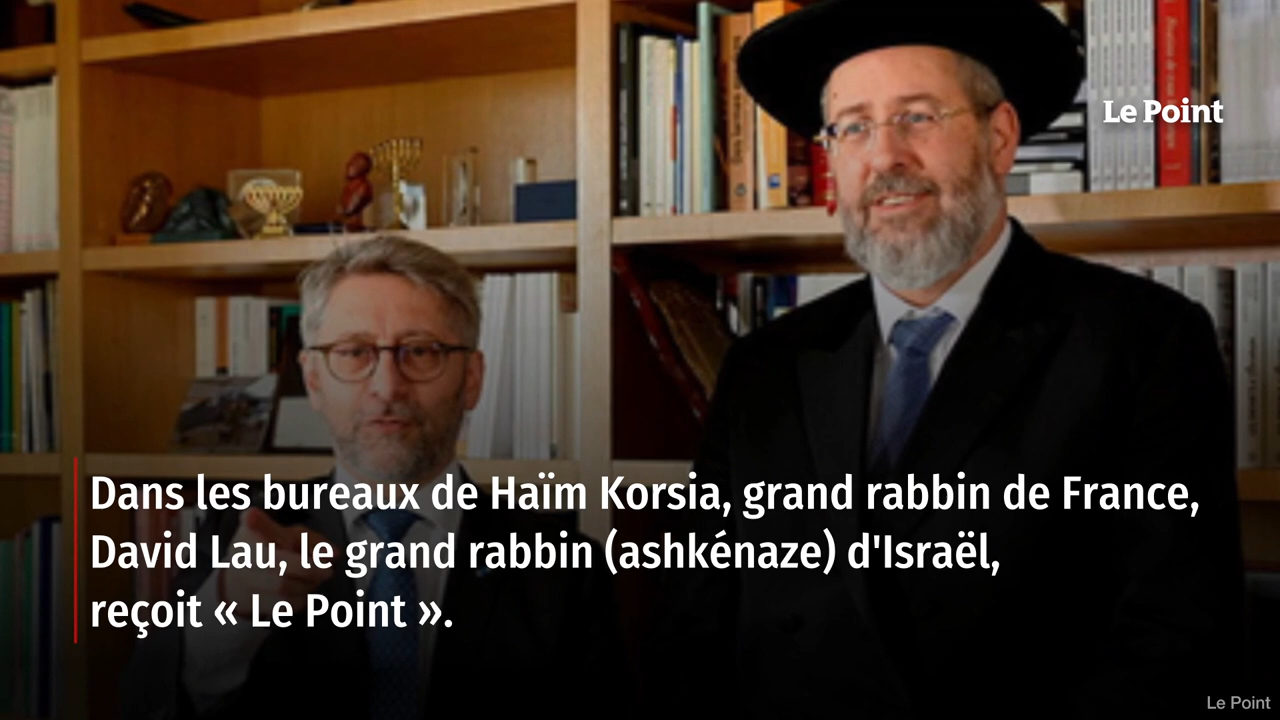 Le Point
Dans les bureaux de Haïm Korsia, grand rabbin de France,
David Lau, le grand rabbin (ashkénaze) d'Israël,
reçoit « Le Point ».
Le Point